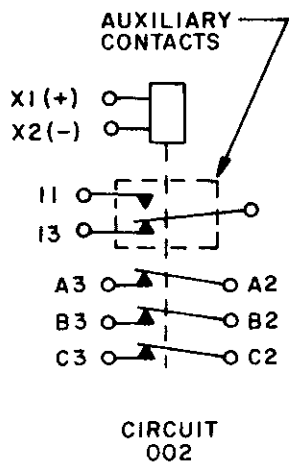 AUXILIARY
CONTACTS
X1 (+)
X2 (-)
11
13
A3 A2
B3 B2
C3 C2
CIRCUIT
002